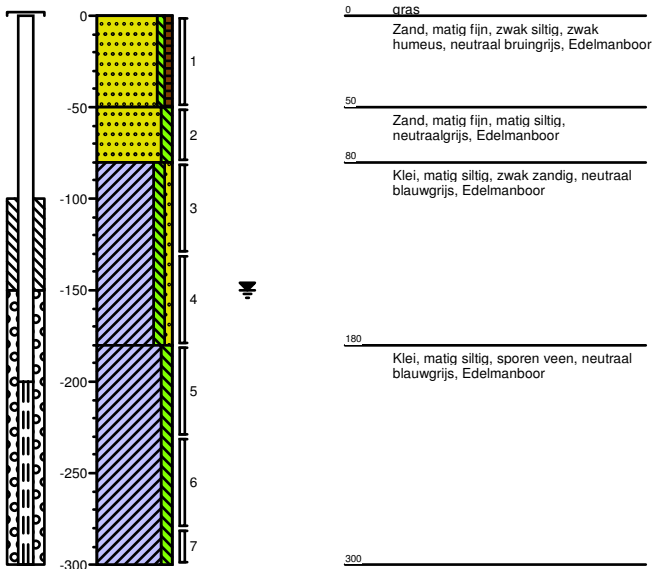 0
-50
-100
-150
-200
-250
-300
1
2
3
4
5
6
7
0
gras
Zand, matig fijn, zwak siltig, zwak
humeus, neutraal bruingrijs, Edelmanboor
50
Zand, matig fijn, matig siltig,
neutraalgrijs, Edelmanboor
80
Klei, matig siltig, zwak zandig, neutraal
blauwgrijs, Edelmanboor
180
Klei, matig siltig, sporen veen, neutraal
blauwgrijs, Edelmanboor
300